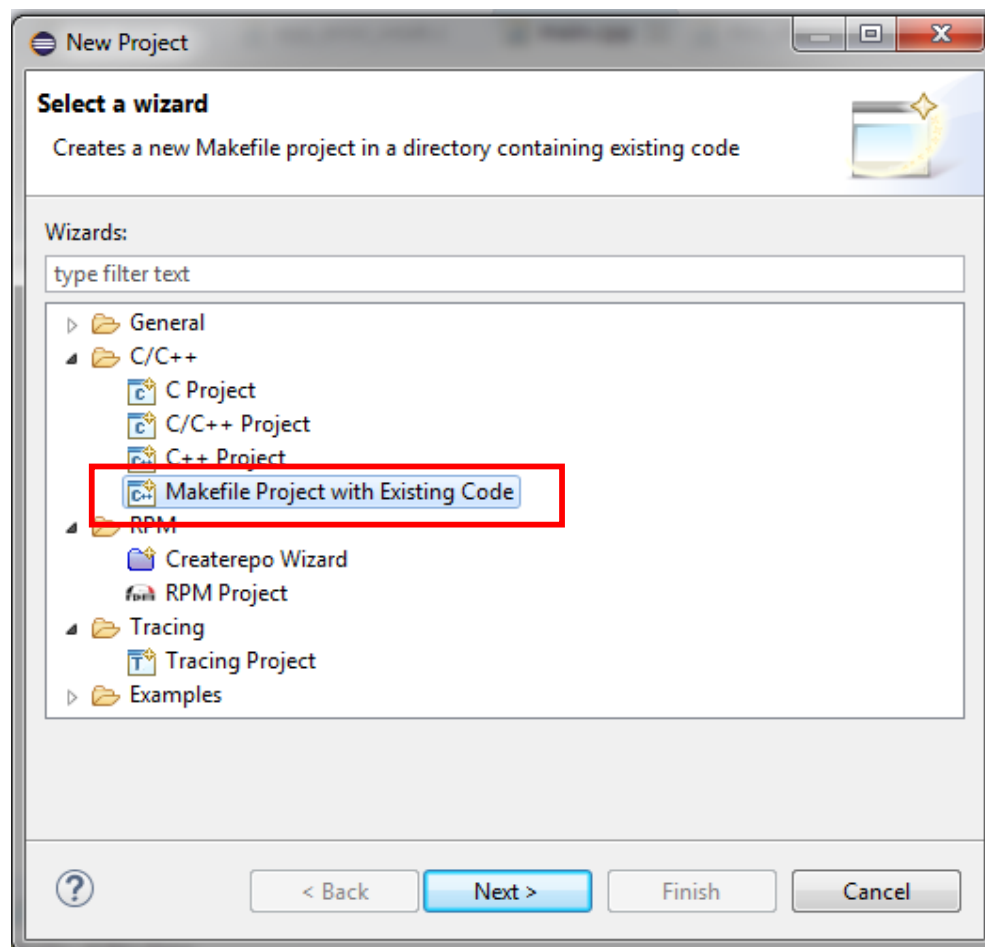 New Project
Select a wizard
Creates a new Makefile project in a directory containing existing code
Wizards:
type filter text
General
C/C++
C Project
C/C++ Project
C++ Project
Makefile Project with Existing Code
RPM
Createrepo Wizard
RPM Project
Tracing
Tracing Project
Examples
< Back
Next >
Finish
Cancel